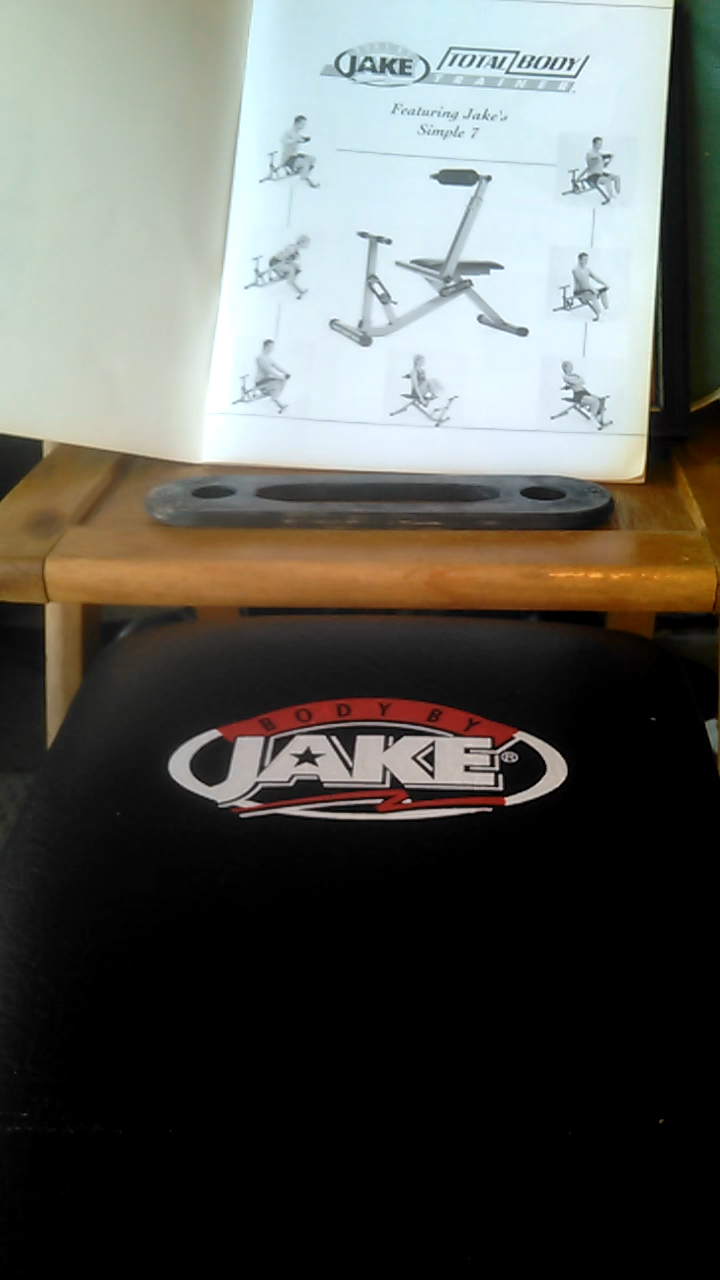 JAKE TOTAL BODY
TRAINER
Featuring Jake's
Simple 7
BODY BY
JAKE®